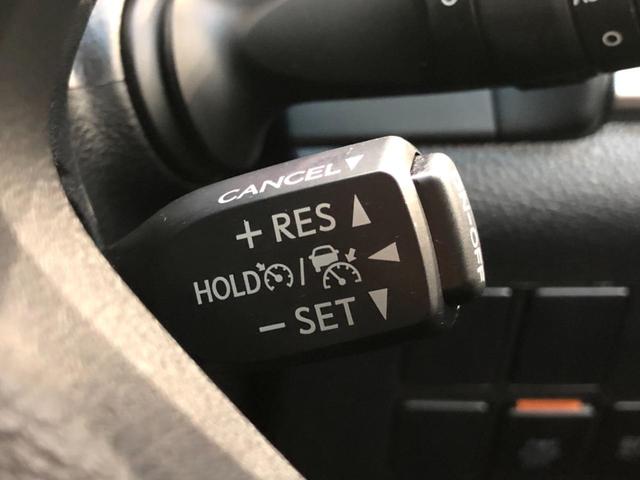 CANCEL▼
+ RES ▲
HOLD / ◀
− SET ▼